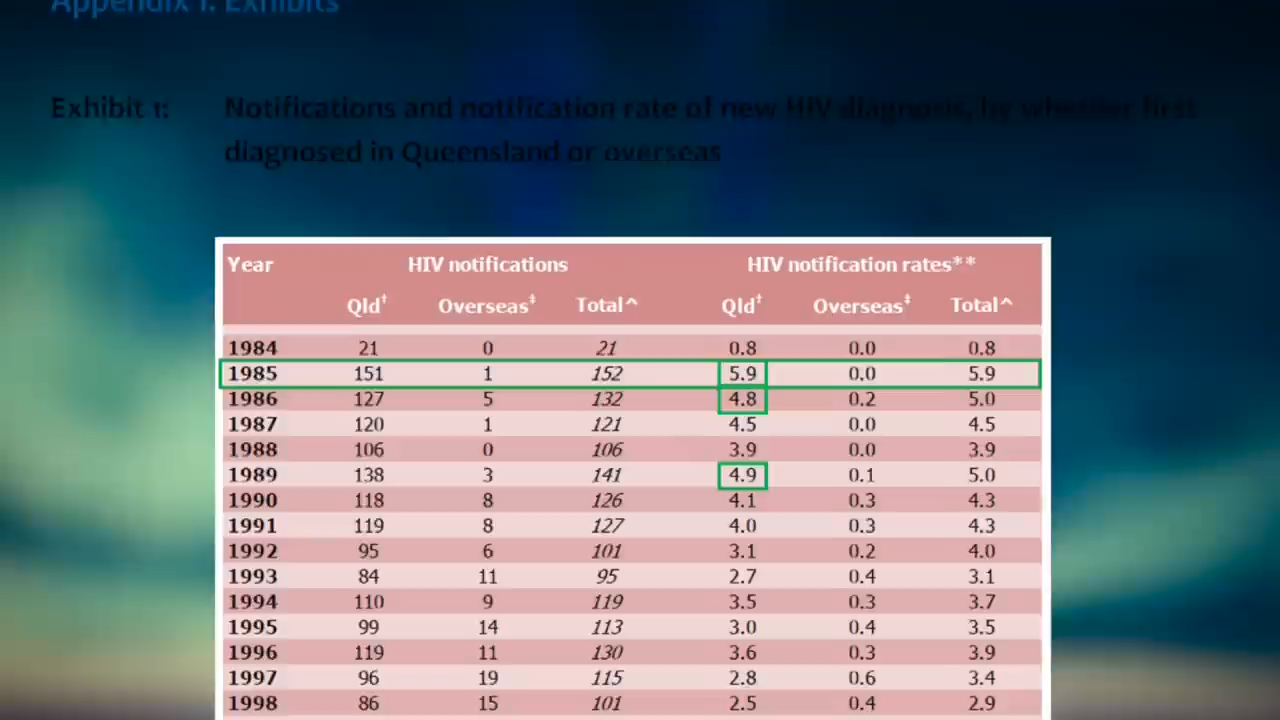 Appendix 1. Exhibits
Exhibit 1: Notifications and notification rate of new HIV diagnosis, by whether first
diagnosed in Queensland or overseas
Year HIV notifications HIV notification rates**
Qld† Overseas‡ Total^ Qld† Overseas‡ Total^
1984 21 0 21 0.8 0.0 0.8
1985 151 1 152 5.9 0.0 5.9
1986 127 5 132 4.8 0.2 5.0
1987 120 1 121 4.5 0.0 4.5
1988 106 0 106 3.9 0.0 3.9
1989 138 3 141 4.9 0.1 5.0
1990 118 8 126 4.1 0.3 4.3
1991 119 8 127 4.0 0.3 4.3
1992 95 6 101 3.1 0.2 4.0
1993 84 11 95 2.7 0.4 3.1
1994 110 9 119 3.5 0.3 3.7
1995 99 14 113 3.0 0.4 3.5
1996 119 11 130 3.6 0.3 3.9
1997 96 19 115 2.8 0.6 3.4
1998 86 15 101 2.5 0.4 2.9